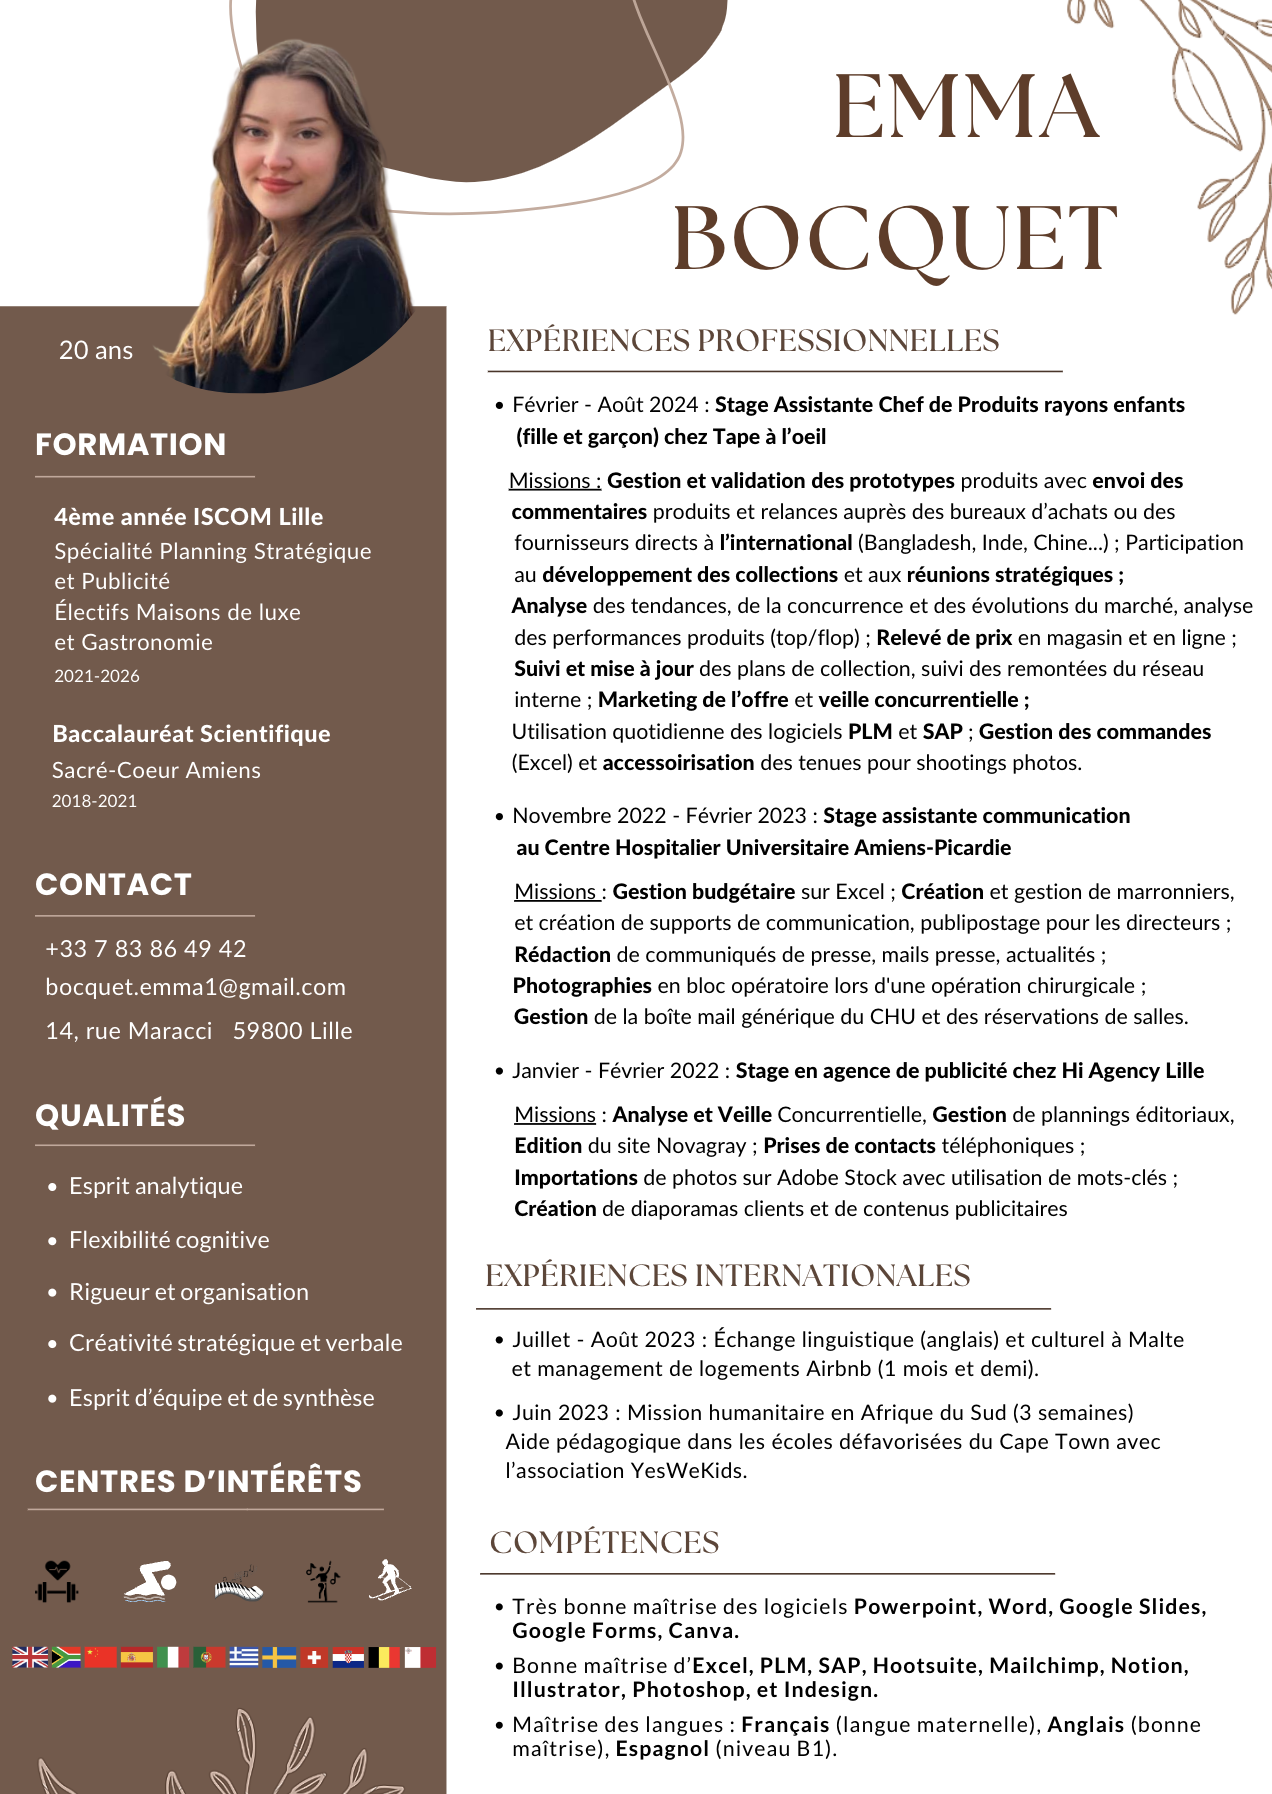 EMMA
BOCQUET
20 ans
FORMATION
4ème année ISCOM Lille
Spécialité Planning Stratégique
et Publicité
Électifs Maisons de luxe
et Gastronomie
2021-2026
Baccalauréat Scientifique
Sacré-Coeur Amiens
2018-2021
CONTACT
+33 7 83 86 49 42
bocquet.emma1@gmail.com
14, rue Maracci 59800 Lille
QUALITÉS
• Esprit analytique
• Flexibilité cognitive
• Rigueur et organisation
• Créativité stratégique et verbale
• Esprit d’équipe et de synthèse
CENTRES D’INTÉRÊTS
EXPÉRIENCES PROFESSIONNELLES
• Février - Août 2024 : Stage Assistante Chef de Produits rayons enfants
(fille et garçon) chez Tape à l’oeil
Missions : Gestion et validation des prototypes produits avec envoi des
commentaires produits et relances auprès des bureaux d’achats ou des
fournisseurs directs à l’international (Bangladesh, Inde, Chine...) ; Participation
au développement des collections et aux réunions stratégiques ;
Analyse des tendances, de la concurrence et des évolutions du marché, analyse
des performances produits (top/flop) ; Relevé de prix en magasin et en ligne ;
Suivi et mise à jour des plans de collection, suivi des remontées du réseau
interne ; Marketing de l’offre et veille concurrentielle ;
Utilisation quotidienne des logiciels PLM et SAP ; Gestion des commandes
(Excel) et accessoirisation des tenues pour shootings photos.
• Novembre 2022 - Février 2023 : Stage assistante communication
au Centre Hospitalier Universitaire Amiens-Picardie
Missions : Gestion budgétaire sur Excel ; Création et gestion de marronniers,
et création de supports de communication, publipostage pour les directeurs ;
Rédaction de communiqués de presse, mails presse, actualités ;
Photographies en bloc opératoire lors d'une opération chirurgicale ;
Gestion de la boîte mail générique du CHU et des réservations de salles.
• Janvier - Février 2022 : Stage en agence de publicité chez Hi Agency Lille
Missions : Analyse et Veille Concurrentielle, Gestion de plannings éditoriaux,
Edition du site Novagray ; Prises de contacts téléphoniques ;
Importations de photos sur Adobe Stock avec utilisation de mots-clés ;
Création de diaporamas clients et de contenus publicitaires
EXPÉRIENCES INTERNATIONALES
• Juillet - Août 2023 : Échange linguistique (anglais) et culturel à Malte
et management de logements Airbnb (1 mois et demi).
• Juin 2023 : Mission humanitaire en Afrique du Sud (3 semaines)
Aide pédagogique dans les écoles défavorisées du Cape Town avec
l’association YesWeKids.
COMPÉTENCES
• Très bonne maîtrise des logiciels Powerpoint, Word, Google Slides,
Google Forms, Canva.
• Bonne maîtrise d’Excel, PLM, SAP, Hootsuite, Mailchimp, Notion,
Illustrator, Photoshop, et Indesign.
• Maîtrise des langues : Français (langue maternelle), Anglais (bonne
maîtrise), Espagnol (niveau B1).